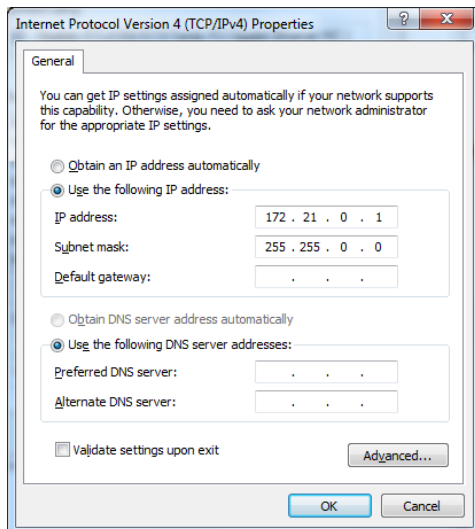 Internet Protocol Version 4 (TCP/IPv4) Properties
General
You can get IP settings assigned automatically if your network supports
this capability. Otherwise, you need to ask your network administrator
for the appropriate IP settings.
Obtain an IP address automatically
Use the following IP address:
IP address: 172 . 21 . 0 . 1
Subnet mask: 255 . 255 . 0 . 0
Default gateway: . . .
Obtain DNS server address automatically
Use the following DNS server addresses:
Preferred DNS server: . . .
Alternate DNS server: . . .
Validate settings upon exit
Advanced...
OK Cancel